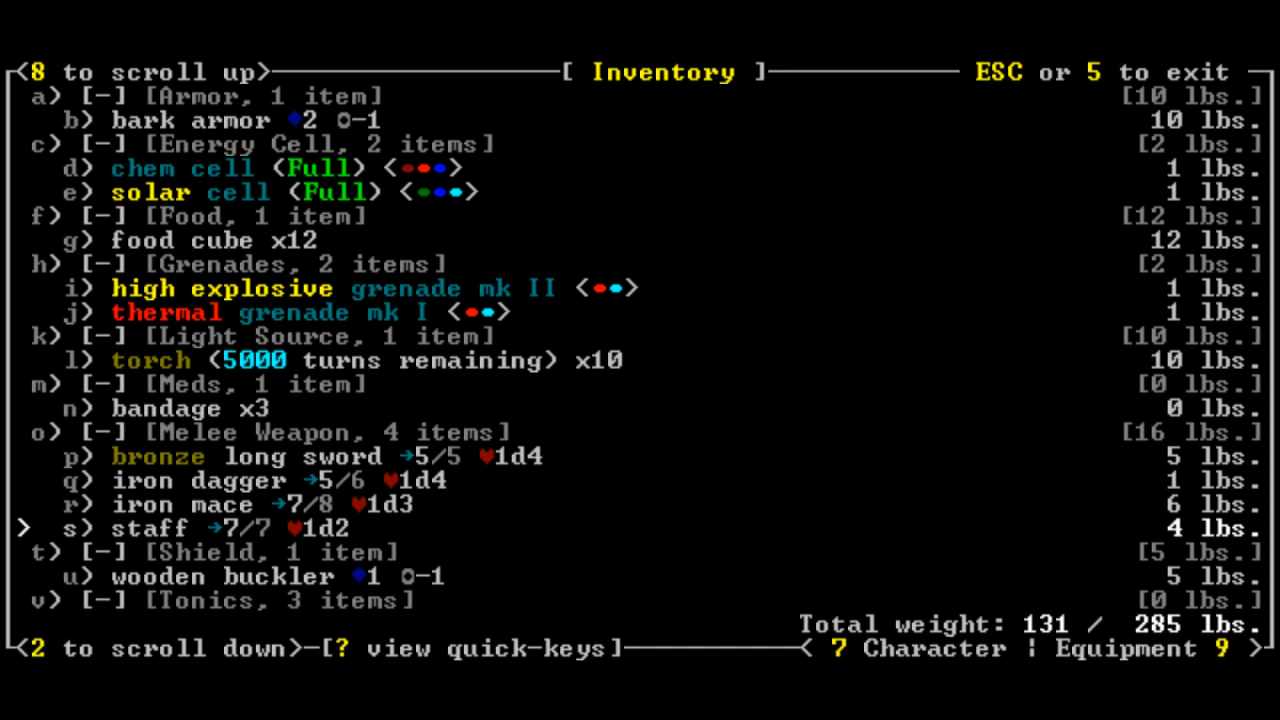 <8 to scroll up> [ Inventory ] ESC or 5 to exit
a) [-] [Armor, 1 item] [10 lbs.]
b) bark armor ◆2 O-1 10 lbs.
c) [-] [Energy Cell, 2 items] [2 lbs.]
d) chem cell (Full) <•••> 1 lbs.
e) solar cell (Full) <•••> 1 lbs.
f) [-] [Food, 1 item] [12 lbs.]
g) food cube x12 12 lbs.
h) [-] [Grenades, 2 items] [2 lbs.]
i) high explosive grenade mk II <••> 1 lbs.
j) thermal grenade mk I <••> 1 lbs.
k) [-] [Light Source, 1 item] [10 lbs.]
l) torch (5000 turns remaining) x10 10 lbs.
m) [-] [Meds, 1 item] [0 lbs.]
n) bandage x3 0 lbs.
o) [-] [Melee Weapon, 4 items] [16 lbs.]
p) bronze long sword →5/5 ♥1d4 5 lbs.
q) iron dagger →5/6 ♥1d4 1 lbs.
r) iron mace →7/8 ♥1d3 6 lbs.
> s) staff →7/7 ♥1d2 4 lbs.
t) [-] [Shield, 1 item] [5 lbs.]
u) wooden buckler ◆1 O-1 5 lbs.
v) [-] [Tonics, 3 items] [0 lbs.]
Total weight: 131 / 285 lbs.
<2 to scroll down> [? view quick-keys] < 7 Character ¦ Equipment 9 >